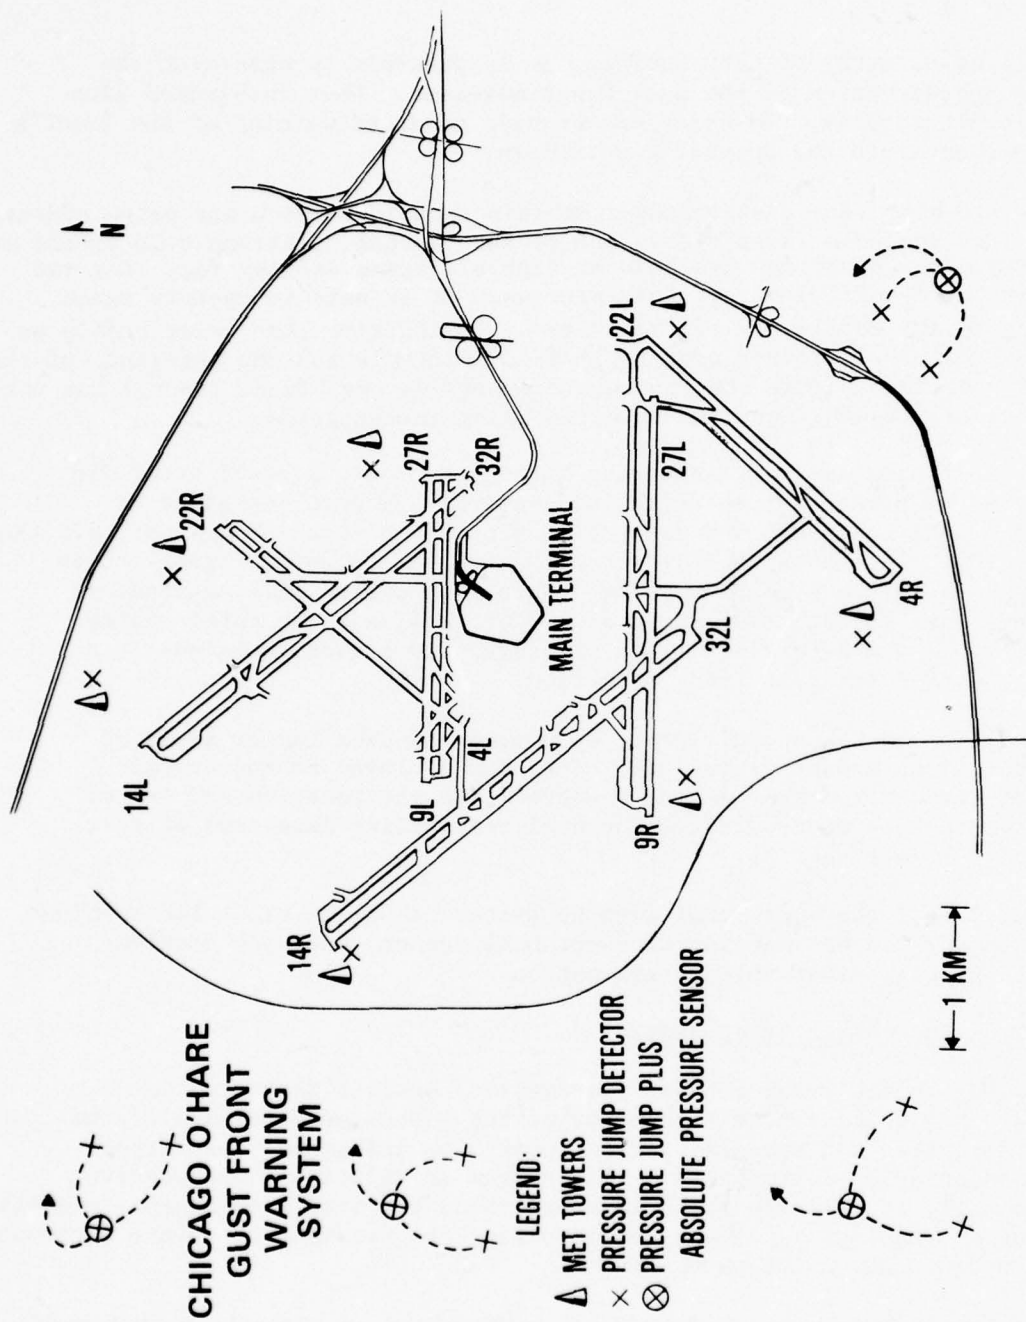 CHICAGO O'HARE
GUST FRONT
WARNING
SYSTEM
N
14L
22R
27R
32R
9L
4L
14R
MAIN TERMINAL
22L
27L
32L
9R
4R
LEGEND:
MET TOWERS
PRESSURE JUMP DETECTOR
PRESSURE JUMP PLUS
ABSOLUTE PRESSURE SENSOR
1 KM